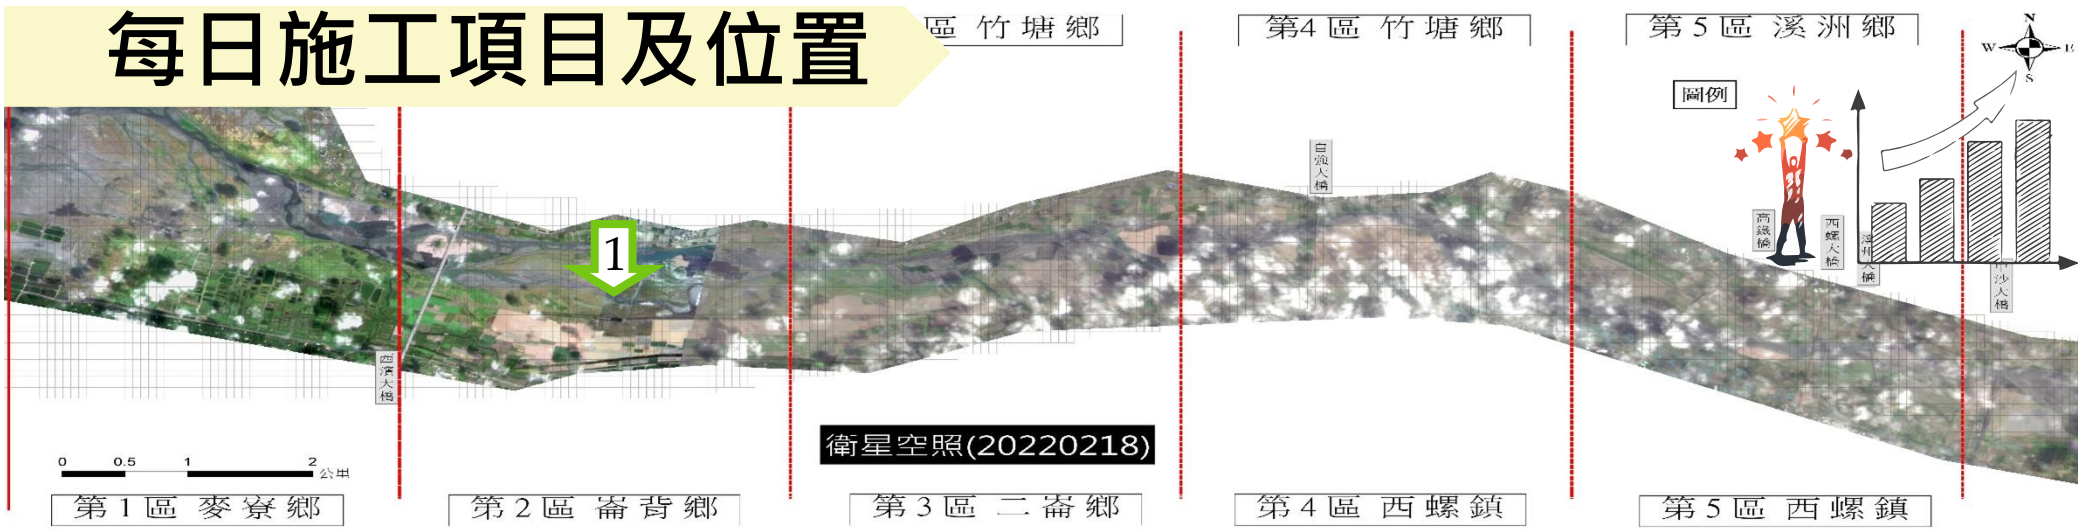 每日施工項目及位置
區 竹塘鄉
第4區 竹塘鄉
第5區 溪洲鄉
N
W
E
S
圖例
自強大橋
1
高鐵橋
西螺大橋
溪州大橋
中沙大橋
西濱大橋
衛星空照(20220218)
0 0.5 1 2 公里
第1區 麥寮鄉
第2區 崙背鄉
第3區 二崙鄉
第4區 西螺鎮
第5區 西螺鎮